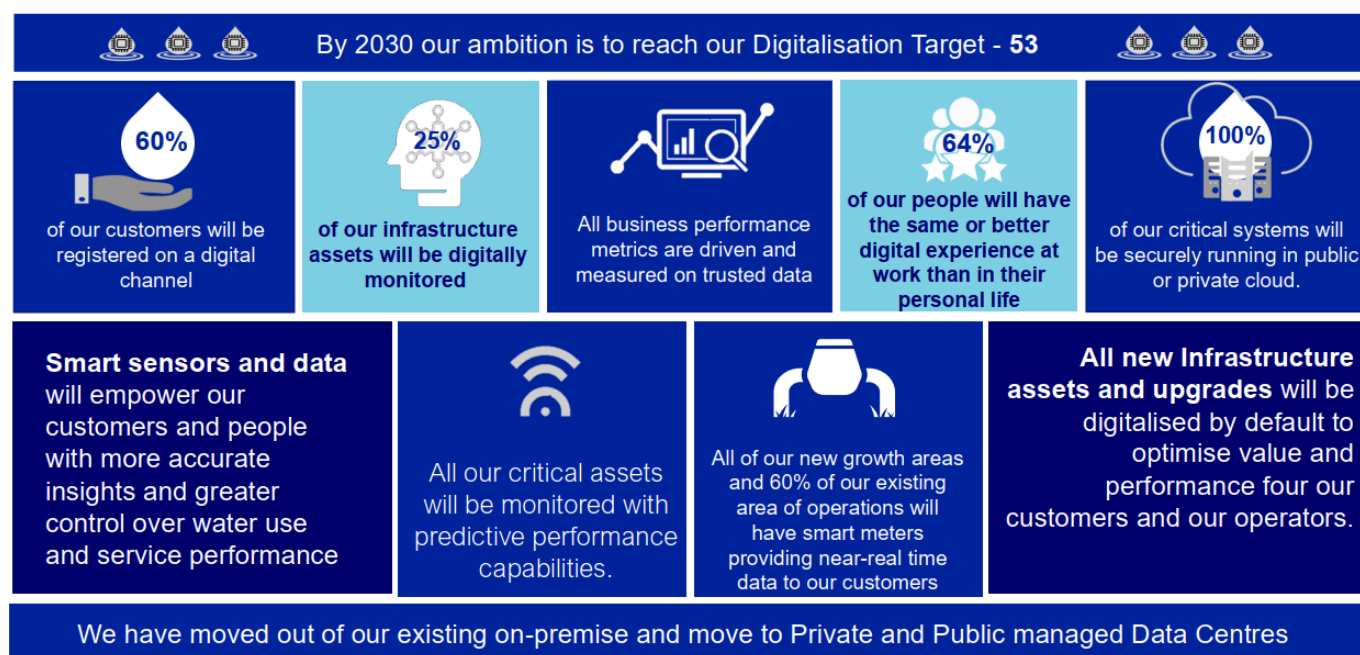 By 2030 our ambition is to reach our Digitalisation Target - 53
60%
of our customers will be
registered on a digital
channel
25%
of our infrastructure
assets will be digitally
monitored
All business performance
metrics are driven and
measured on trusted data
64%
of our people will have
the same or better
digital experience at
work than in their
personal life
100%
of our critical systems will
be securely running in public
or private cloud.
Smart sensors and data
will empower our
customers and people
with more accurate
insights and greater
control over water use
and service performance
All our critical assets
will be monitored with
predictive performance
capabilities.
All of our new growth areas
and 60% of our existing
area of operations will
have smart meters
providing near-real time
data to our customers
All new Infrastructure
assets and upgrades will be
digitalised by default to
optimise value and
performance four our
customers and our operators.
We have moved out of our existing on-premise and move to Private and Public managed Data Centres